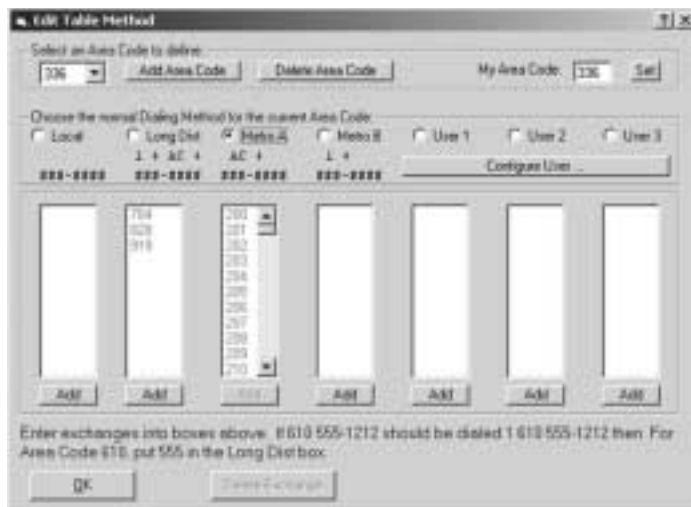 Edit Table Method
Select an Area Code to define
336 Add Area Code Delete Area Code My Area Code: 336 Set
Choose the normal Dialing Method for the current Area Code
Local Long Dist Metro A Metro B User 1 User 2 User 3
1 + AC + AC + 1 +
###-#### ###-#### ###-#### ###-#### Configure User ...
704 200
828 201
919 202
203
204
205
206
207
208
209
210
Add Add Add Add Add Add Add
Enter exchanges into boxes above. If 610 555-1212 should be dialed 1 610 555-1212 then For
Area Code 610, put 555 in the Long Dist box.
OK Delete Exchange